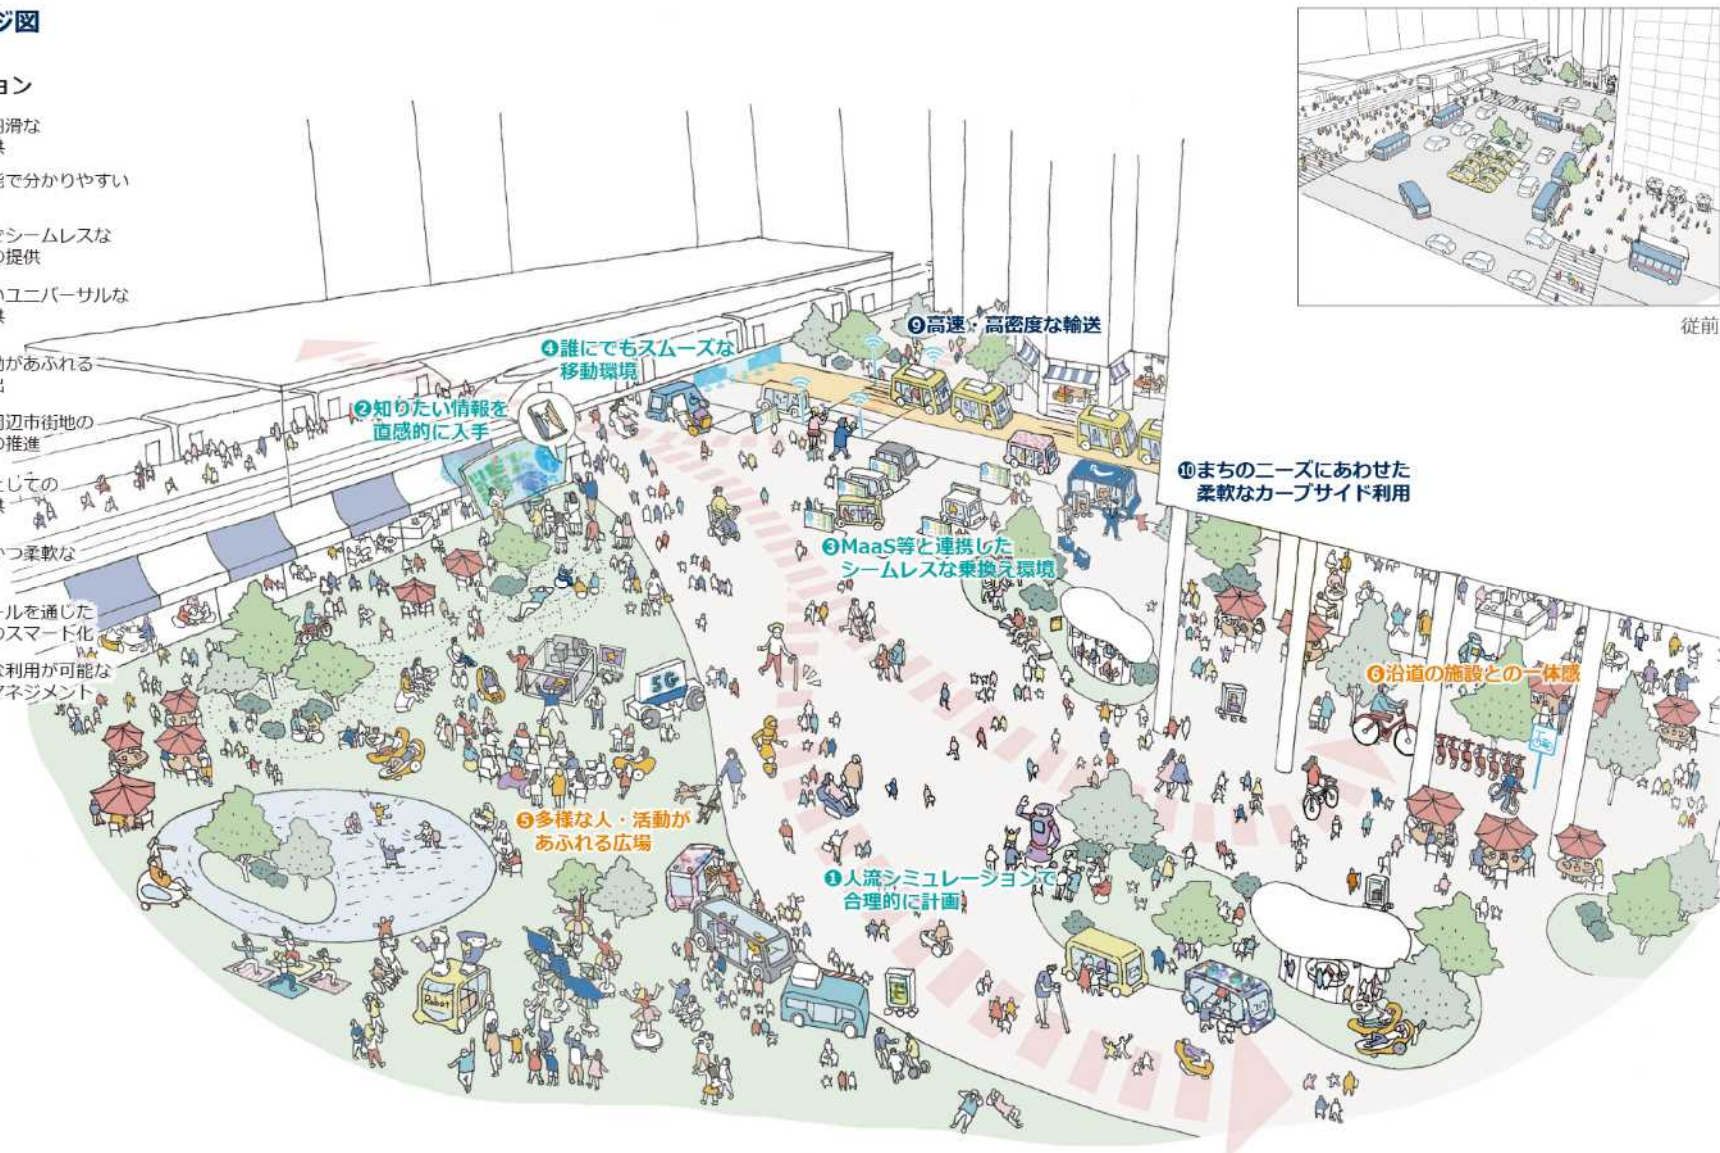 ジ図
ョン
円滑な
供
能で分かりやすい
でシームレスな
の提供
いユニバーサルな
供
動があふれる
出
周辺市街地の
の推進
としての
供
かつ柔軟な
ールを通じた
のスマート化
な利用が可能な
マネジメント
従前
❾高速・高密度な輸送
❹誰にでもスムーズな
移動環境
❷知りたい情報を
直感的に入手
❿まちのニーズにあわせた
柔軟なカーブサイド利用
❸MaaS等と連携した
シームレスな乗換え環境
❻沿道の施設との一体感
5G
❺多様な人・活動が
あふれる広場
❶人流シミュレーションで
合理的に計画
Robot